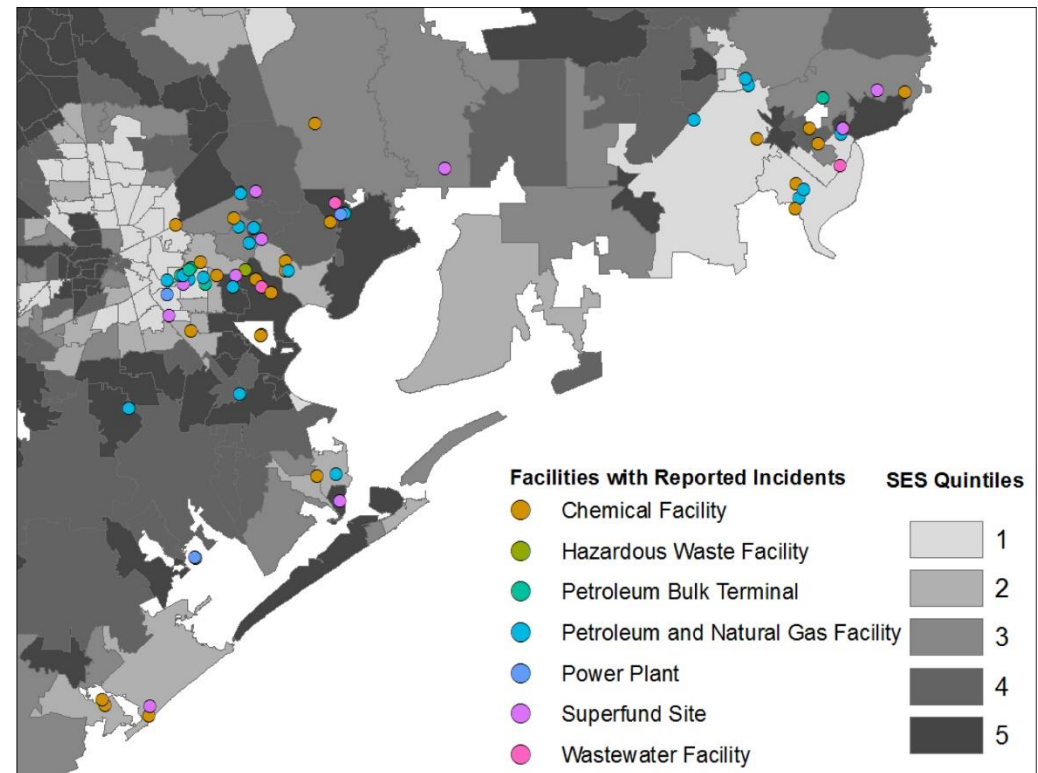 Facilities with Reported Incidents
Chemical Facility
Hazardous Waste Facility
Petroleum Bulk Terminal
Petroleum and Natural Gas Facility
Power Plant
Superfund Site
Wastewater Facility
SES Quintiles
1
2
3
4
5